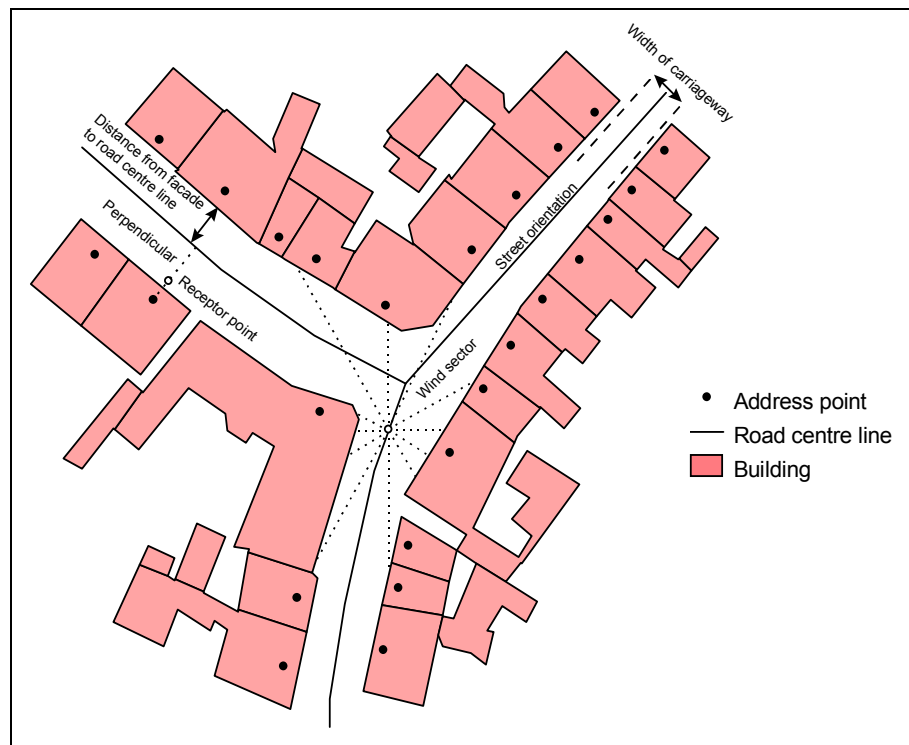 Width of carriageway
Distance from facade
to road centre line
Street orientation
Perpendicular
Receptor point
Wind sector
Address point
Road centre line
Building